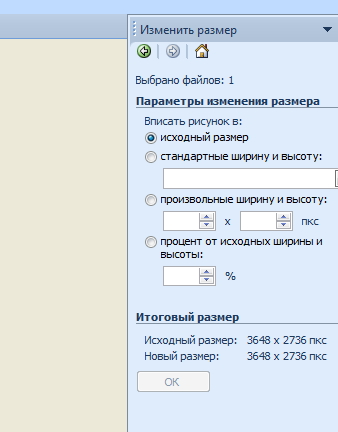 Изменить размер
Выбрано файлов: 1
Параметры изменения размера
Вписать рисунок в:
исходный размер
стандартные ширину и высоту:
произвольные ширину и высоту:
x пкс
процент от исходных ширины и
высоты:
%
Итоговый размер
Исходный размер: 3648 x 2736 пкс
Новый размер: 3648 x 2736 пкс
ОК